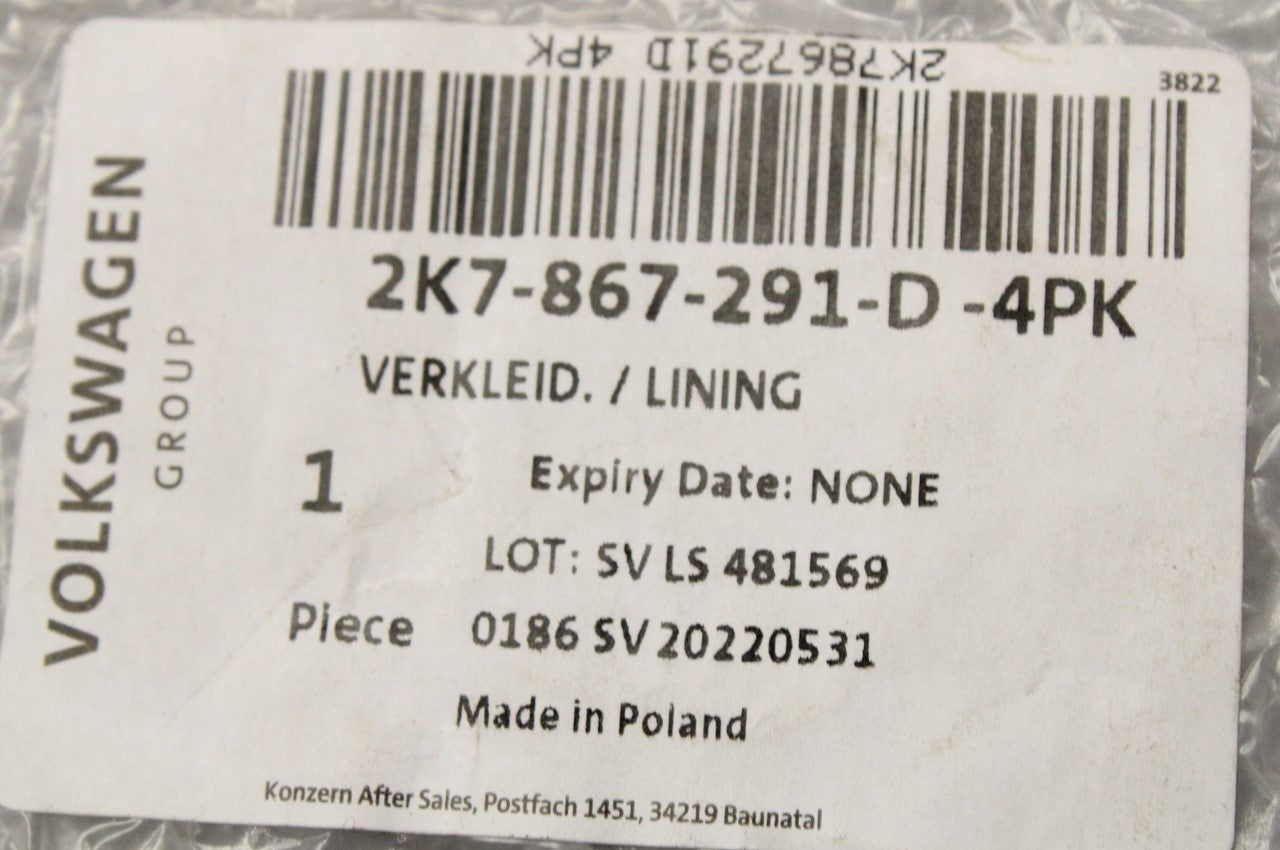 2K7867291D 4PK
3822
2K7-867-291-D -4PK
VERKLEID. / LINING
1
Expiry Date: NONE
LOT: SV LS 481569
Piece 0186 SV 20220531
Made in Poland
Konzern After Sales, Postfach 1451, 34219 Baunatal
VOLKSWAGEN
GROUP